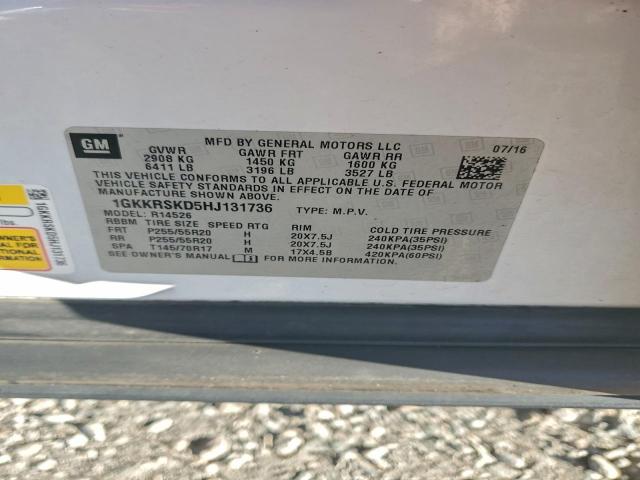 GM
MFD BY GENERAL MOTORS LLC
07/16
GVWR GAWR FRT GAWR RR
2908 KG 1450 KG 1600 KG
6411 LB 3196 LB 3527 LB
THIS VEHICLE CONFORMS TO ALL APPLICABLE U.S. FEDERAL MOTOR
VEHICLE SAFETY STANDARDS IN EFFECT ON THE DATE OF
MANUFACTURE SHOWN ABOVE.
1GKKRSKD5HJ131736 TYPE: M.P.V.
MODEL: R14526
RBBM TIRE SIZE SPEED RTG RIM COLD TIRE PRESSURE
FRT P255/55R20 H 20X7.5J 240KPA(35PSI)
RR P255/55R20 H 20X7.5J 240KPA(35PSI)
SPA T145/70R17 M 17X4.5B 420KPA(60PSI)
SEE OWNER'S MANUAL FOR MORE INFORMATION.
1GKKRSKD5HJ131736
lbs.